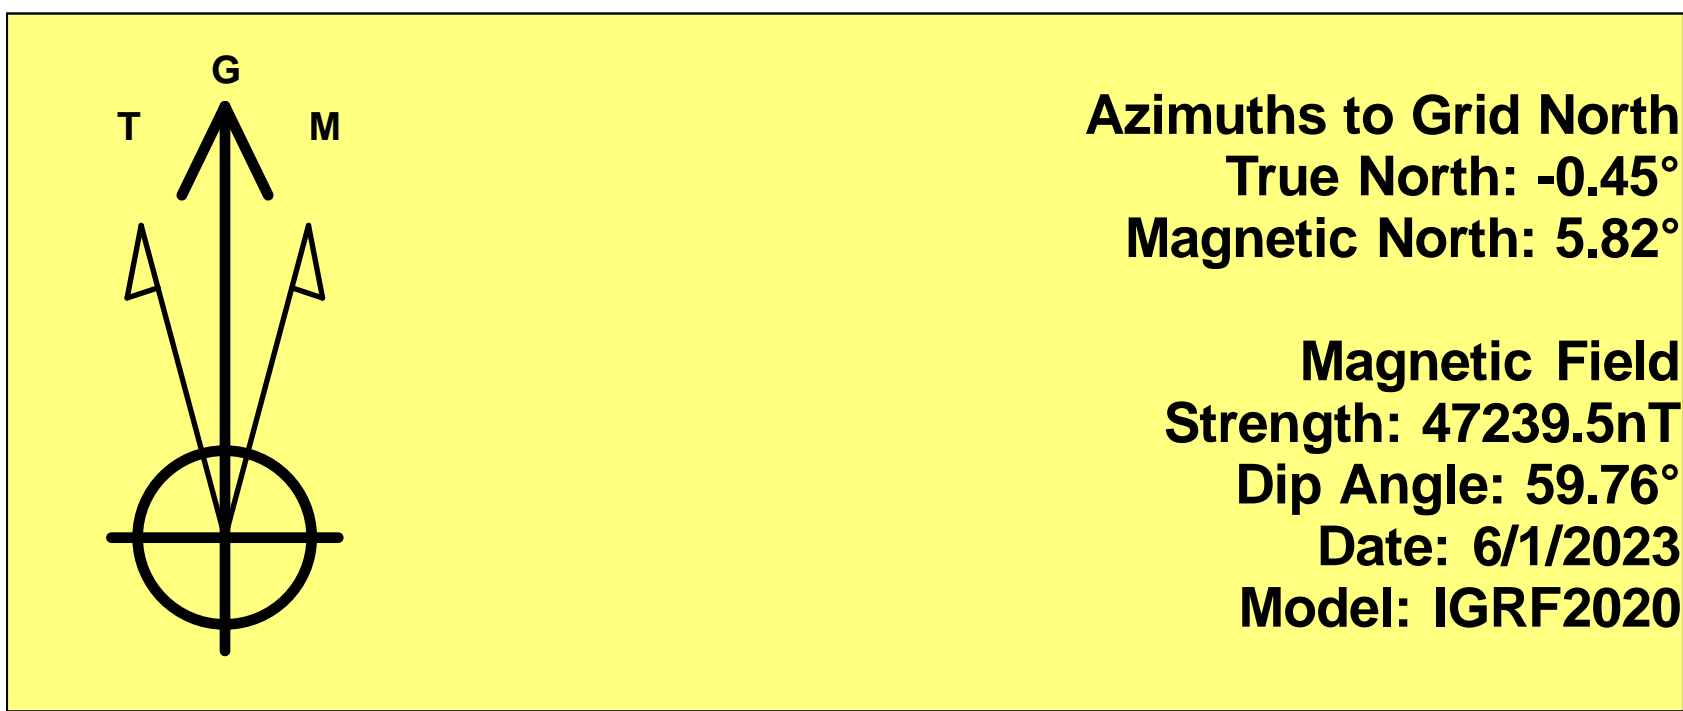 G
T M
Azimuths to Grid North
True North: -0.45°
Magnetic North: 5.82°
Magnetic Field
Strength: 47239.5nT
Dip Angle: 59.76°
Date: 6/1/2023
Model: IGRF2020